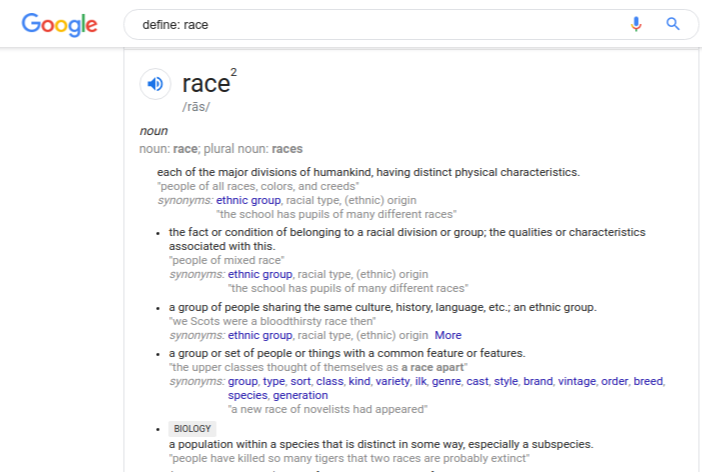 Google
define: race
race2
/rās/
noun
noun: race; plural noun: races
each of the major divisions of humankind, having distinct physical characteristics.
"people of all races, colors, and creeds"
synonyms: ethnic group, racial type, (ethnic) origin
"the school has pupils of many different races"
• the fact or condition of belonging to a racial division or group; the qualities or characteristics
associated with this.
"people of mixed race"
synonyms: ethnic group, racial type, (ethnic) origin
"the school has pupils of many different races"
• a group of people sharing the same culture, history, language, etc.; an ethnic group.
"we Scots were a bloodthirsty race then"
synonyms: ethnic group, racial type, (ethnic) origin More
• a group or set of people or things with a common feature or features.
"the upper classes thought of themselves as a race apart"
synonyms: group, type, sort, class, kind, variety, ilk, genre, cast, style, brand, vintage, order, breed,
species, generation
"a new race of novelists had appeared"
• BIOLOGY
a population within a species that is distinct in some way, especially a subspecies.
"people have killed so many tigers that two races are probably extinct"